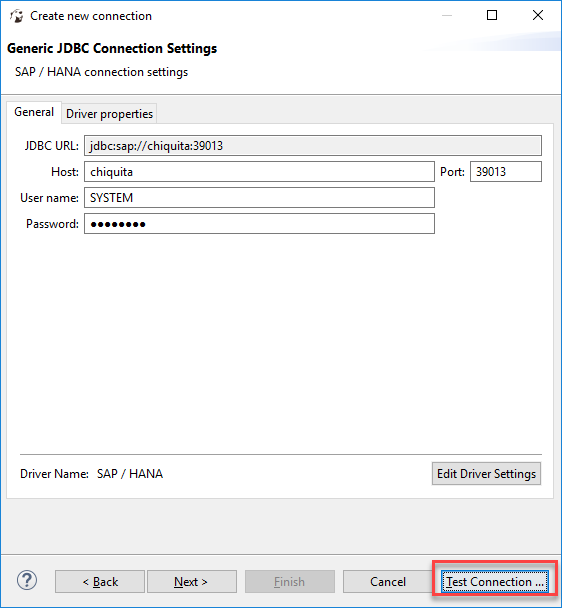 Create new connection
Generic JDBC Connection Settings
SAP / HANA connection settings
General Driver properties
JDBC URL: jdbc:sap://chiquita:39013
Host: chiquita Port: 39013
User name: SYSTEM
Password: ●●●●●●●●
Driver Name: SAP / HANA Edit Driver Settings
? < Back Next > Finish Cancel Test Connection ...